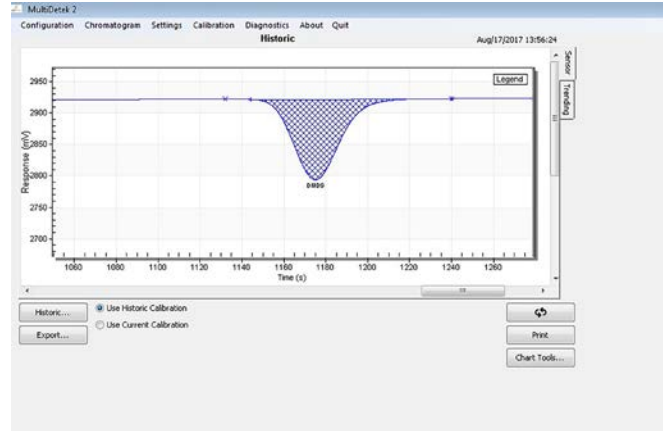 MultiDetek 2
Configuration Chromatogram Settings Calibration Diagnostics About Quit
Historic
Aug/17/2017 13:56:24
Sensor
Trending
Legend
Response (mV)
2950
2900
2850
2800
2750
2700
1060 1080 1100 1120 1140 1160 1180 1200 1220 1240 1260
Time (s)
Historic...
Use Historic Calibration
Export...
Use Current Calibration
Print
Chart Tools...